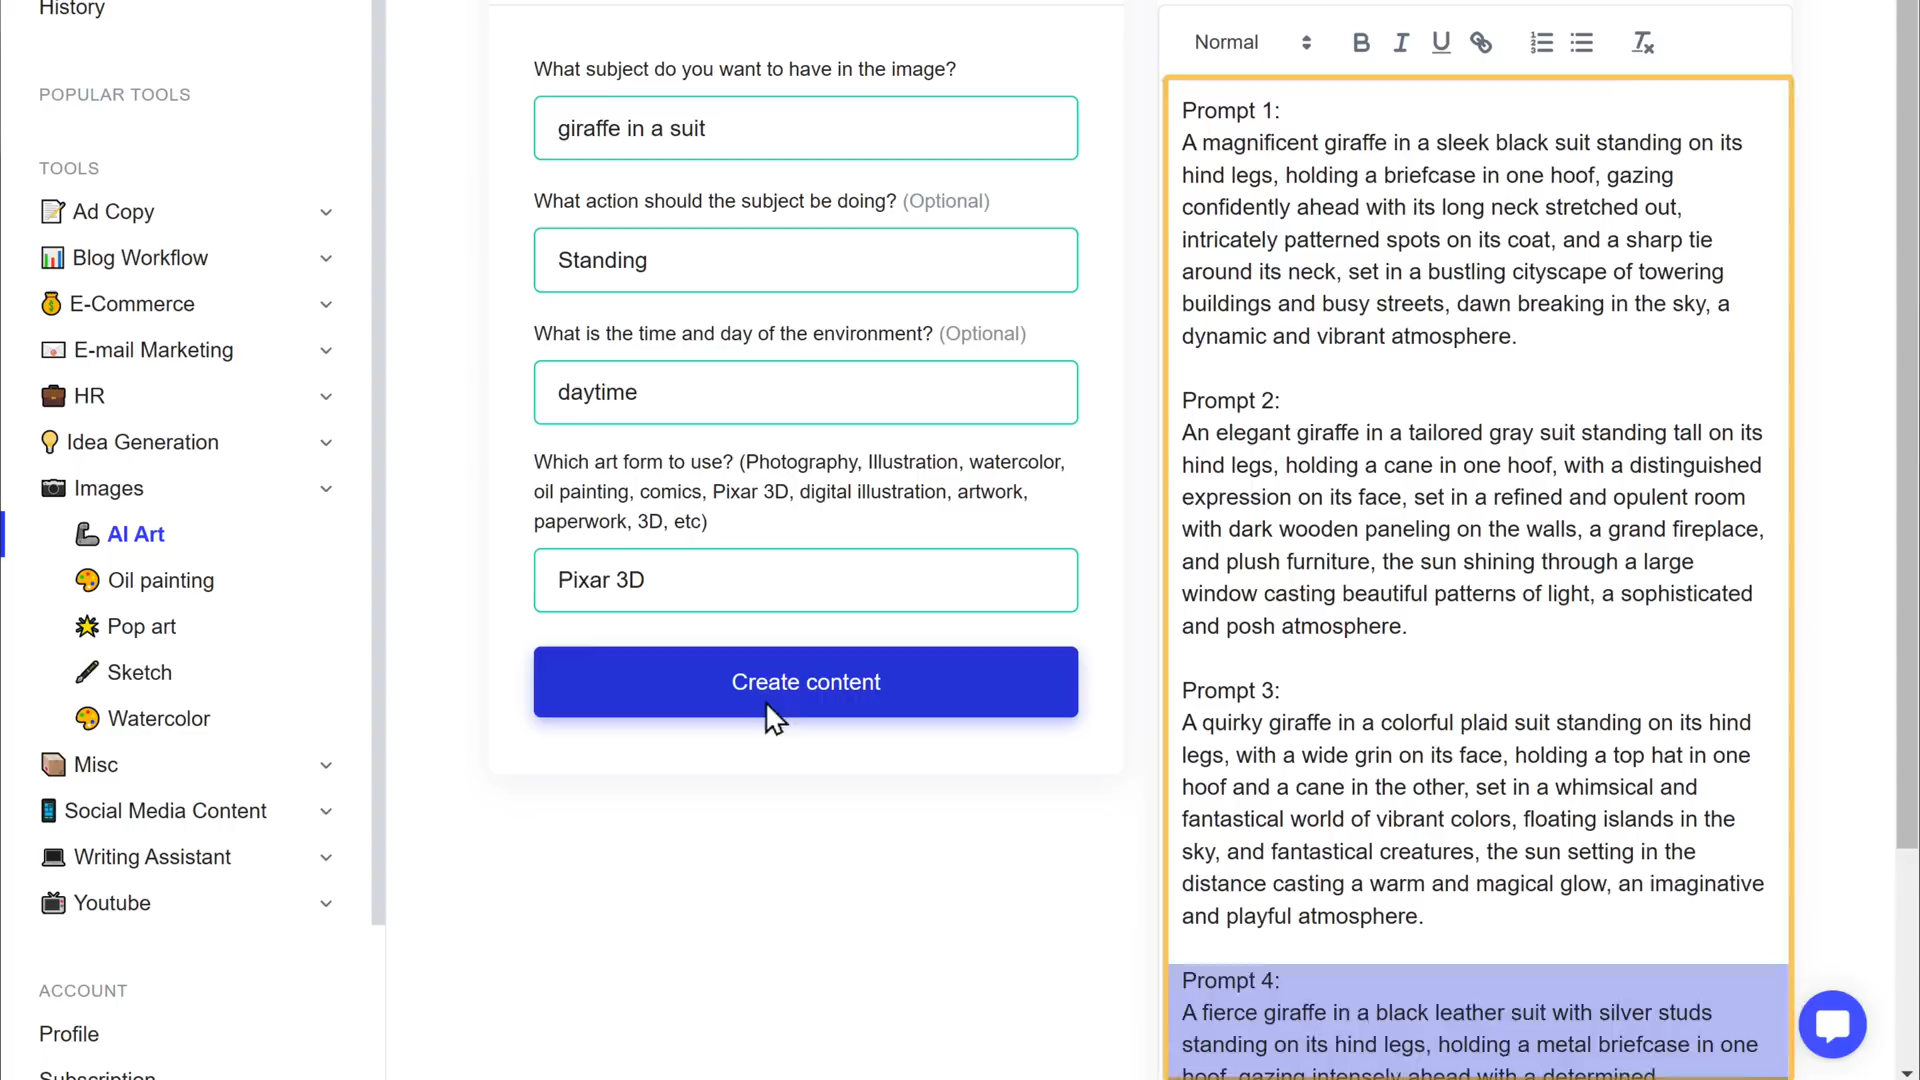 History
POPULAR TOOLS
TOOLS
Ad Copy
Blog Workflow
E-Commerce
E-mail Marketing
HR
Idea Generation
Images
AI Art
Oil painting
Pop art
Sketch
Watercolor
Misc
Social Media Content
Writing Assistant
Youtube
ACCOUNT
Profile
Subscription
What subject do you want to have in the image?
giraffe in a suit
What action should the subject be doing? (Optional)
Standing
What is the time and day of the environment? (Optional)
daytime
Which art form to use? (Photography, Illustration, watercolor,
oil painting, comics, Pixar 3D, digital illustration, artwork,
paperwork, 3D, etc)
Pixar 3D
Create content
Normal
Prompt 1:
A magnificent giraffe in a sleek black suit standing on its
hind legs, holding a briefcase in one hoof, gazing
confidently ahead with its long neck stretched out,
intricately patterned spots on its coat, and a sharp tie
around its neck, set in a bustling cityscape of towering
buildings and busy streets, dawn breaking in the sky, a
dynamic and vibrant atmosphere.
Prompt 2:
An elegant giraffe in a tailored gray suit standing tall on its
hind legs, holding a cane in one hoof, with a distinguished
expression on its face, set in a refined and opulent room
with dark wooden paneling on the walls, a grand fireplace,
and plush furniture, the sun shining through a large
window casting beautiful patterns of light, a sophisticated
and posh atmosphere.
Prompt 3:
A quirky giraffe in a colorful plaid suit standing on its hind
legs, with a wide grin on its face, holding a top hat in one
hoof and a cane in the other, set in a whimsical and
fantastical world of vibrant colors, floating islands in the
sky, and fantastical creatures, the sun setting in the
distance casting a warm and magical glow, an imaginative
and playful atmosphere.
Prompt 4:
A fierce giraffe in a black leather suit with silver studs
standing on its hind legs, holding a metal briefcase in one
hoof, gazing intensely ahead with a determined